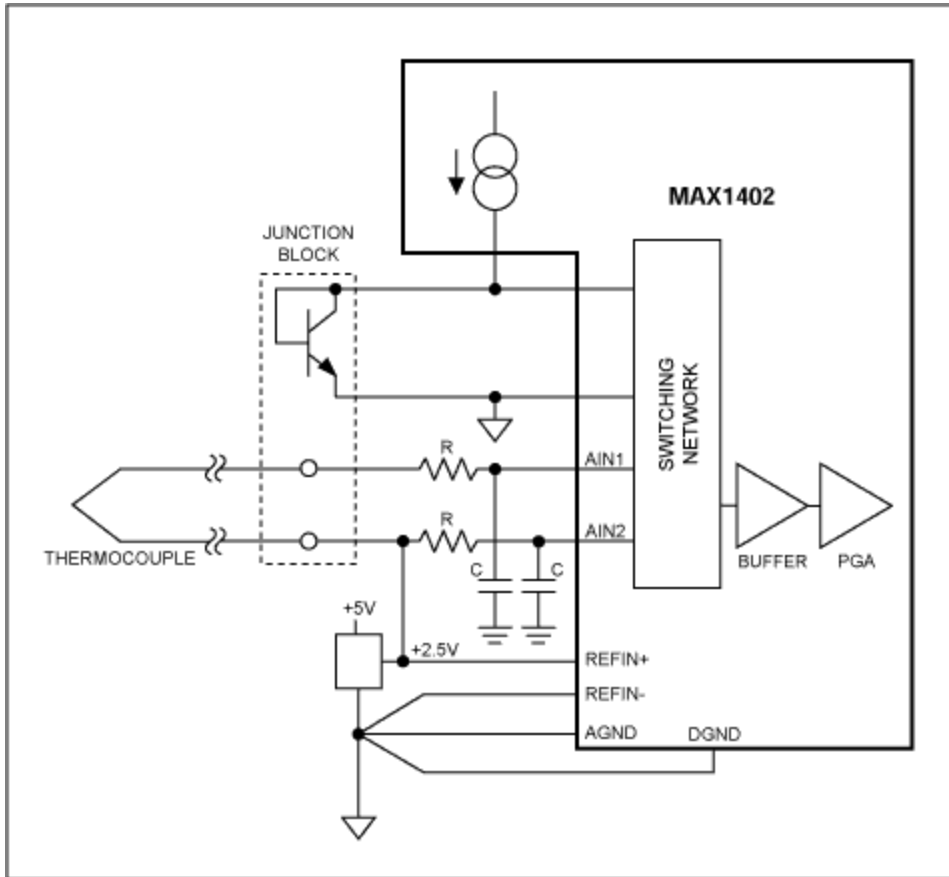 MAX1402
JUNCTION
BLOCK
SWITCHING
NETWORK
R
AIN1
R
AIN2
THERMOCOUPLE
C
C
BUFFER
PGA
+5V
+2.5V
REFIN+
REFIN-
AGND
DGND